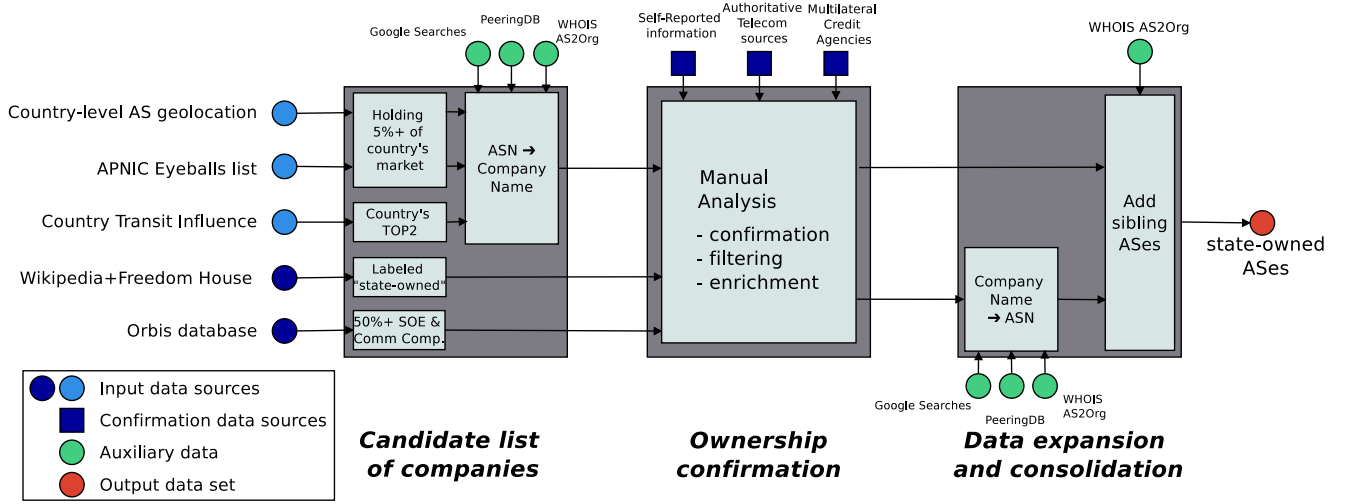 Country-level AS geolocation
APNIC Eyeballs list
Country Transit Influence
Wikipedia+Freedom House
Orbis database
Google Searches
PeeringDB
WHOIS
AS2Org
Holding
5%+ of
country's
market
Country's
TOP2
Labeled
"state-owned"
50%+ SOE &
Comm Comp.
ASN ➔
Company
Name
Self-Reported
information
Authoritative
Telecom
sources
Multilateral
Credit
Agencies
Manual
Analysis
- confirmation
- filtering
- enrichment
WHOIS AS2Org
Company
Name
➔ ASN
Add
sibling
ASes
Google Searches
PeeringDB
WHOIS
AS2Org
state-owned
ASes
Input data sources
Confirmation data sources
Auxiliary data
Output data set
Candidate list
of companies
Ownership
confirmation
Data expansion
and consolidation